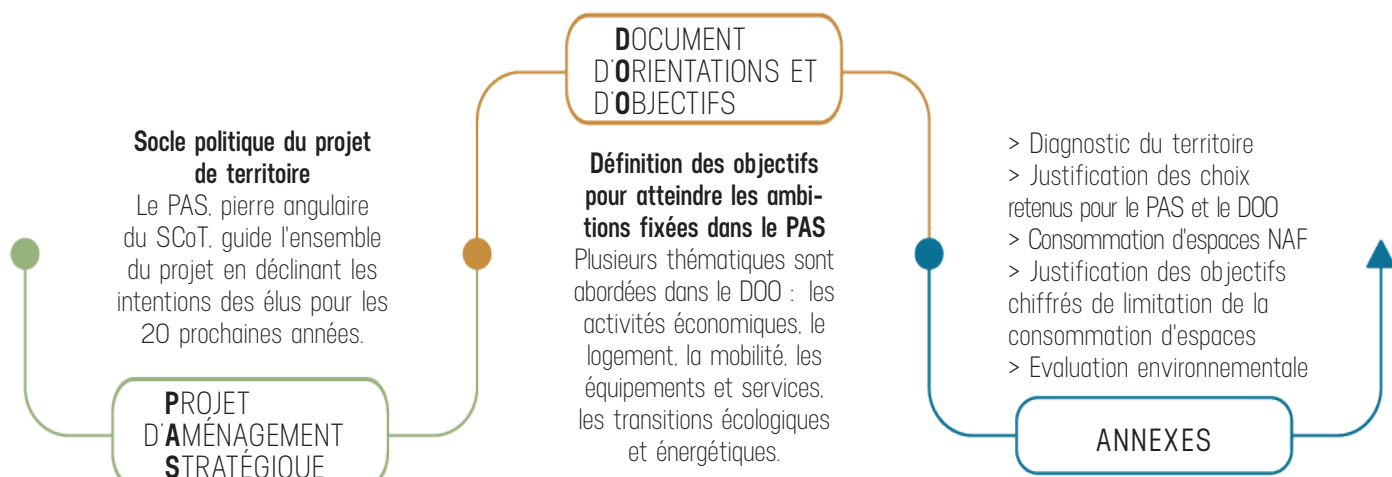 Socle politique du projet
de territoire
Le PAS, pierre angulaire
du SCoT, guide l'ensemble
du projet en déclinant les
intentions des élus pour les
20 prochaines années.
PROJET
D'AMÉNAGEMENT
STRATÉGIQUE
DOCUMENT
D'ORIENTATIONS ET
D'OBJECTIFS
Définition des objectifs
pour atteindre les ambi-
tions fixées dans le PAS
Plusieurs thématiques sont
abordées dans le DOO : les
activités économiques, le
logement, la mobilité, les
équipements et services,
les transitions écologiques
et énergétiques.
> Diagnostic du territoire
> Justification des choix
retenus pour le PAS et le DOO
> Consommation d'espaces NAF
> Justification des objectifs
chiffrés de limitation de la
consommation d'espaces
> Evaluation environnementale
ANNEXES